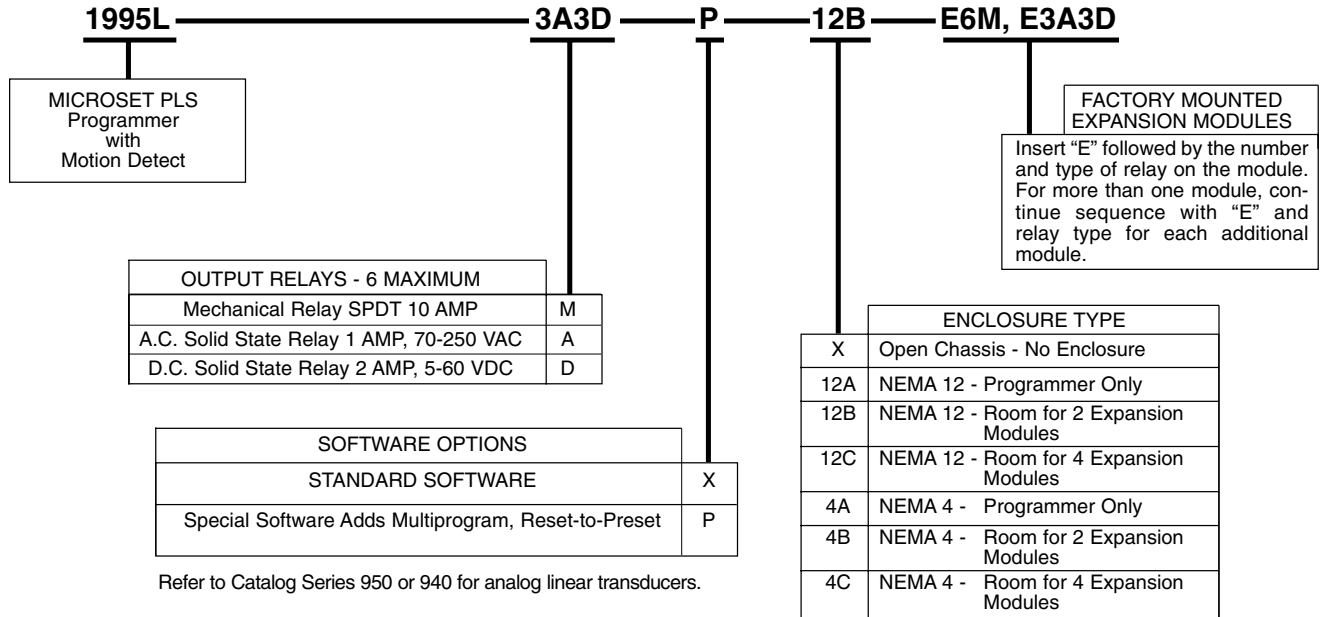 1995L 3A3D P 12B E6M, E3A3D
MICROSET PLS
Programmer
with
Motion Detect
FACTORY MOUNTED
EXPANSION MODULES
Insert “E” followed by the number
and type of relay on the module.
For more than one module, con-
tinue sequence with “E” and
relay type for each additional
module.
OUTPUT RELAYS - 6 MAXIMUM
Mechanical Relay SPDT 10 AMP M
A.C. Solid State Relay 1 AMP, 70-250 VAC A
D.C. Solid State Relay 2 AMP, 5-60 VDC D
SOFTWARE OPTIONS
STANDARD SOFTWARE X
Special Software Adds Multiprogram, Reset-to-Preset P
Refer to Catalog Series 950 or 940 for analog linear transducers.
ENCLOSURE TYPE
X Open Chassis - No Enclosure
12A NEMA 12 - Programmer Only
12B NEMA 12 - Room for 2 Expansion
Modules
12C NEMA 12 - Room for 4 Expansion
Modules
4A NEMA 4 - Programmer Only
4B NEMA 4 - Room for 2 Expansion
Modules
4C NEMA 4 - Room for 4 Expansion
Modules